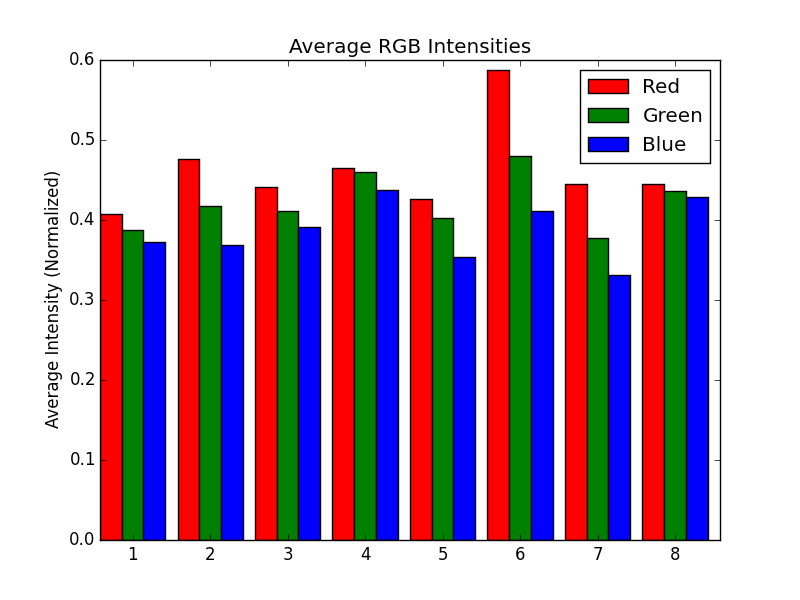 Average RGB Intensities
Red
Green
Blue
Average Intensity (Normalized)
0.6
0.5
0.4
0.3
0.2
0.1
0.0
1 2 3 4 5 6 7 8